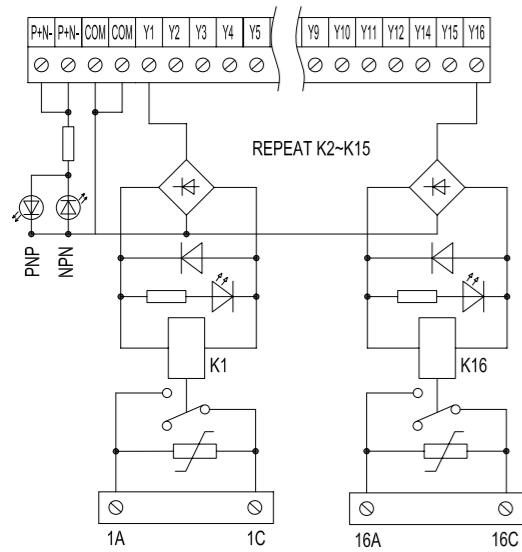 P+N- P+N- COM COM Y1 Y2 Y3 Y4 Y5 Y9 Y10 Y11 Y12 Y14 Y15 Y16
REPEAT K2~K15
PNP
NPN
K1 K16
1A 1C 16A 16C